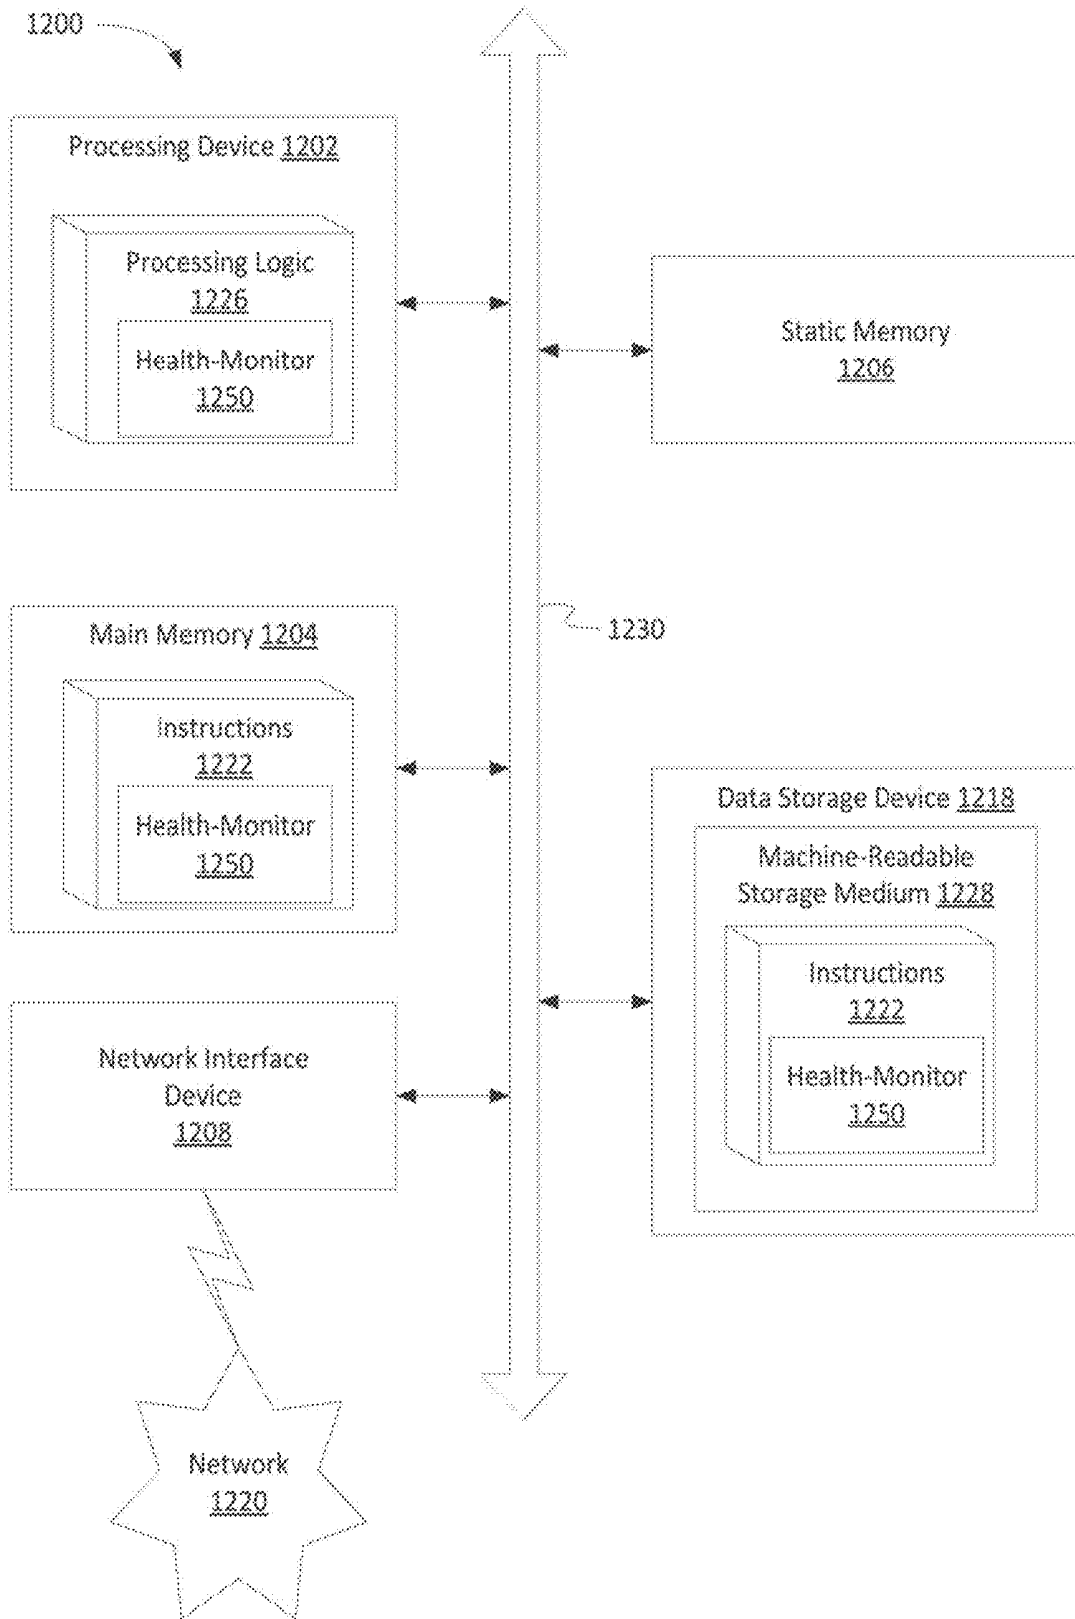 1200
Processing Device 1202
Processing Logic
1226
Health-Monitor
1250
Static Memory
1206
Main Memory 1204
Instructions
1222
Health-Monitor
1250
1230
Data Storage Device 1218
Machine-Readable
Storage Medium 1228
Instructions
1222
Health-Monitor
1250
Network Interface
Device
1208
Network
1220